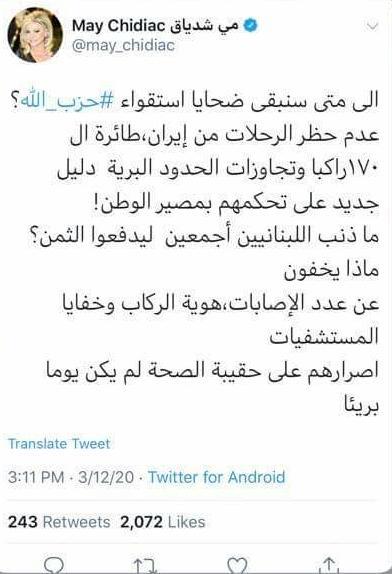 May Chidiac مي شدياق
@may_chidiac
الى متى سنبقى ضحايا استقواء #حزب_الله؟
عدم حظر الرحلات من إيران،طائرة ال
١٧٠راكبا وتجاوزات الحدود البرية دليل
جديد على تحكمهم بمصير الوطن!
ما ذنب اللبنانيين أجمعين ليدفعوا الثمن؟
ماذا يخفون
عن عدد الإصابات،هوية الركاب وخفايا
المستشفيات
اصرارهم على حقيبة الصحة لم يكن يوما
بريئا
Translate Tweet
3:11 PM · 3/12/20 · Twitter for Android
243 Retweets 2,072 Likes